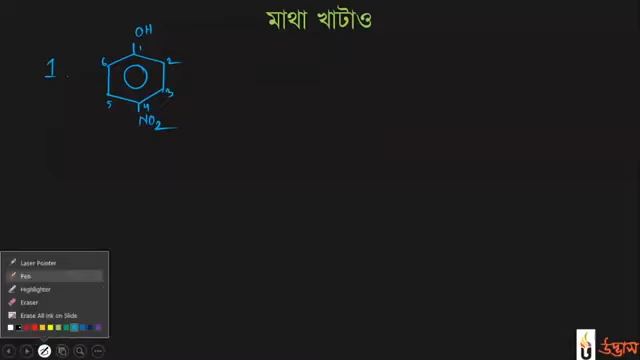 মাথা খাটাও
OH
1
6
2
1.
5
3
4
NO2
Laser Pointer
Pen
Highlighter
Eraser
Erase All Ink on Slide
উদ্ভাস